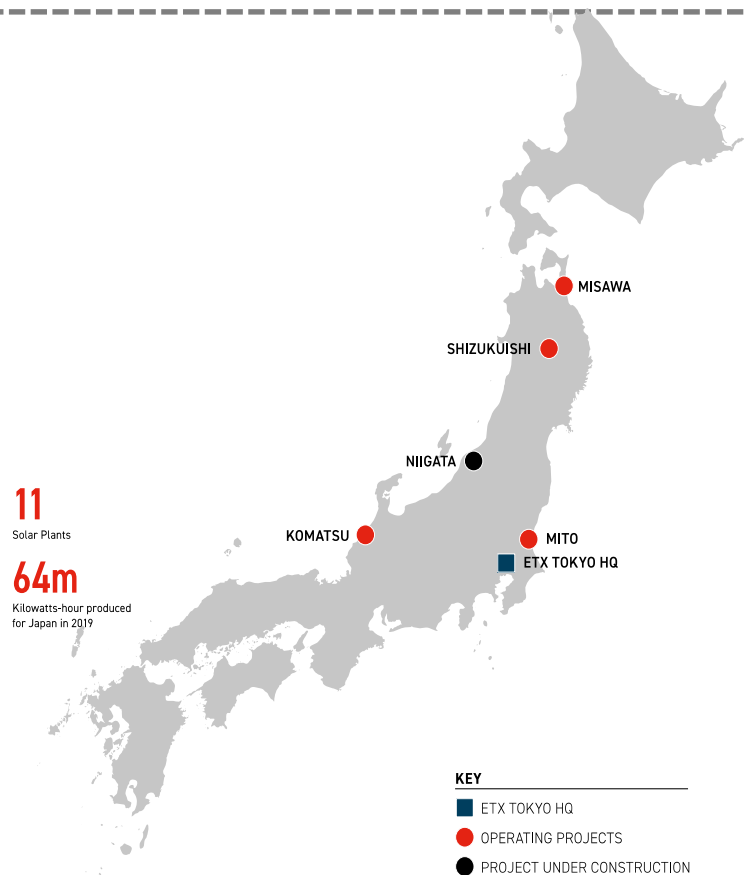 MISAWA
SHIZUKUISHI
NIIGATA
11
Solar Plants
KOMATSU
MITO
ETX TOKYO HQ
64m
Kilowatts-hour produced
for Japan in 2019
KEY
ETX TOKYO HQ
OPERATING PROJECTS
PROJECT UNDER CONSTRUCTION